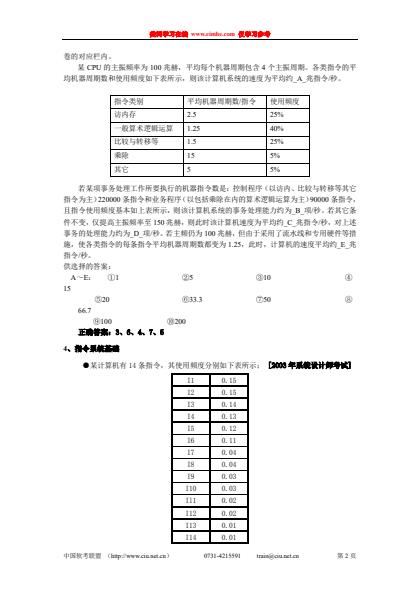 希赛学习在线 www.csairk.com 仅供学习参考
卷的对应栏内。
某 CPU 的主振频率为 100 兆赫，平均每个机器周期包含 4 个主振周期。各类指令的平
均机器周期数和使用频度如下表所示，则该计算机系统的速度为平均约_A_兆指令/秒。
指令类别 平均机器周期数/指令 使用频度
访内存 2.5 25%
一般算术逻辑运算 1.25 40%
比较与转移等 1.5 25%
乘除 15 5%
其它 5 5%
若某项事务处理工作所要执行的机器指令数是：控制程序（以访内、比较与转移等其它
指令为主）220000 条指令和业务程序（以包括乘除在内的算术逻辑运算为主）90000 条指令，
且指令使用频度基本如上表所示，则该计算机系统的事务处理能力约为_B_项/秒。若其它条
件不变，仅提高主振频率至 150 兆赫，则此时该计算机速度为平均约_C_兆指令/秒，对上述
事务的处理能力约为_D_项/秒。若主频仍为 100 兆赫，但由于采用了流水线和专用硬件等措
施，使各类指令的每条指令平均机器周期数都变为 1.25，此时，计算机的速度平均约_E_兆
指令/秒。
供选择的答案：
A～E： ①1 ②5 ③10 ④
15
⑤20 ⑥33.3 ⑦50 ⑧
66.7
⑨100 ⑩200
正确答案：3、6、4、7、5
4、指令系统基础
●某计算机有 14 条指令，其使用频度分别如下表所示： [2003 年系统设计师考试]
I1 0.15
I2 0.15
I3 0.14
I4 0.13
I5 0.12
I6 0.11
I7 0.04
I8 0.04
I9 0.03
I10 0.03
I11 0.02
I12 0.02
I13 0.01
I14 0.01
中国软考联盟 （http://www.ciu.net.cn） 0731-4215591 train@ciu.net.cn 第 2 页